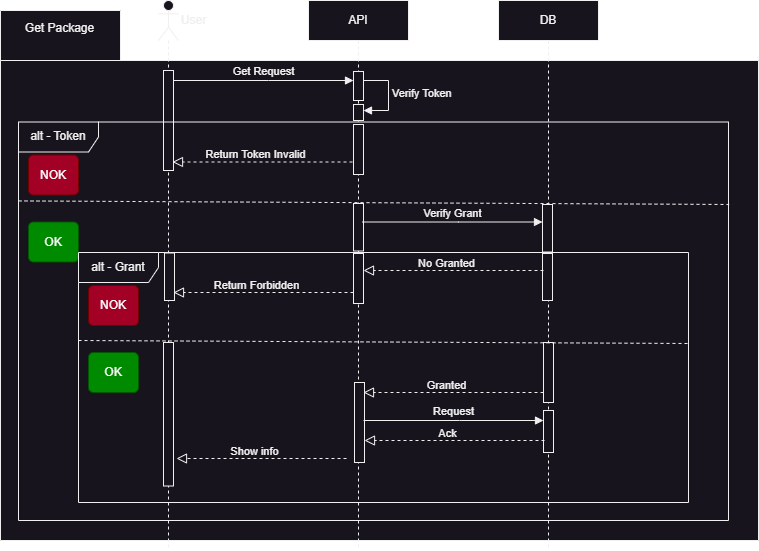 Get Package
User
API
DB
Get Request
Verify Token
alt - Token
Return Token Invalid
NOK
Verify Grant
OK
alt - Grant
No Granted
Return Forbidden
NOK
OK
Granted
Request
Ack
Show info